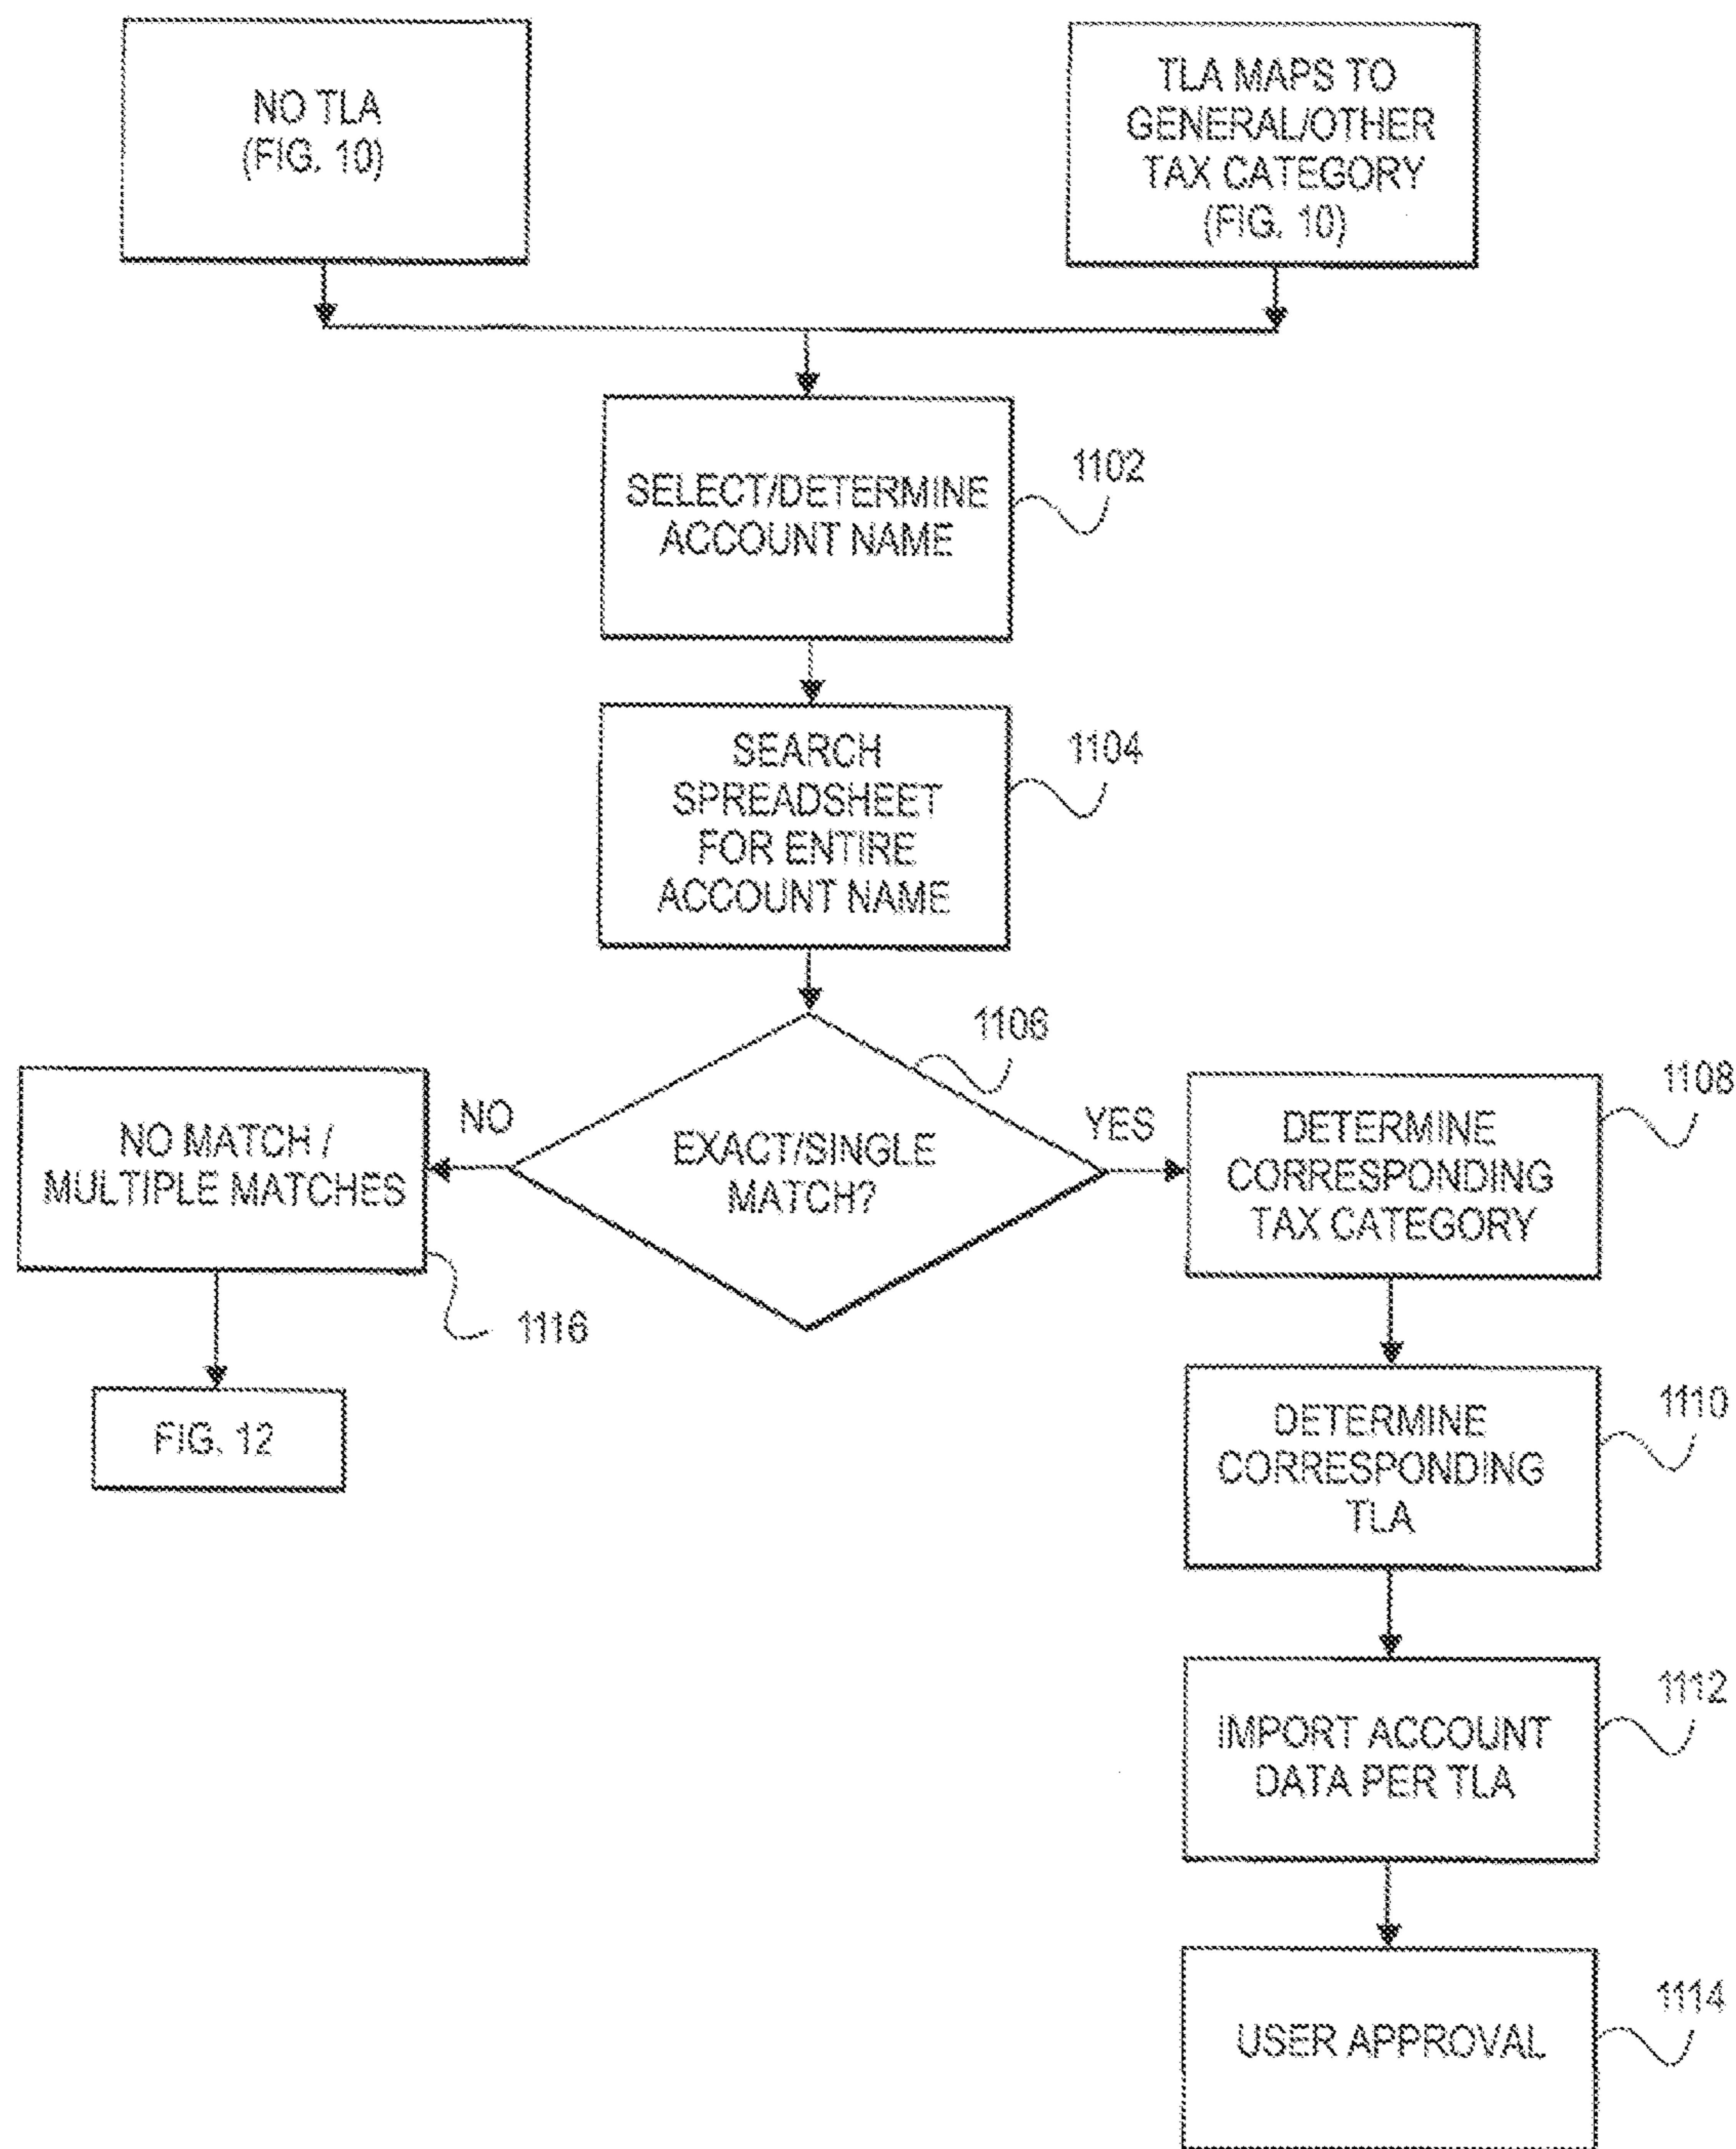 NO TLA
(FIG. 10)
TLA MAPS TO
GENERAL/OTHER
TAX CATEGORY
(FIG. 10)
SELECT/DETERMINE
ACCOUNT NAME
1102
SEARCH
SPREADSHEET
FOR ENTIRE
ACCOUNT NAME
1104
EXACT/SINGLE
MATCH?
1106
NO
YES
NO MATCH /
MULTIPLE MATCHES
1116
FIG. 12
DETERMINE
CORRESPONDING
TAX CATEGORY
1108
DETERMINE
CORRESPONDING
TLA
1110
IMPORT ACCOUNT
DATA PER TLA
1112
USER APPROVAL
1114